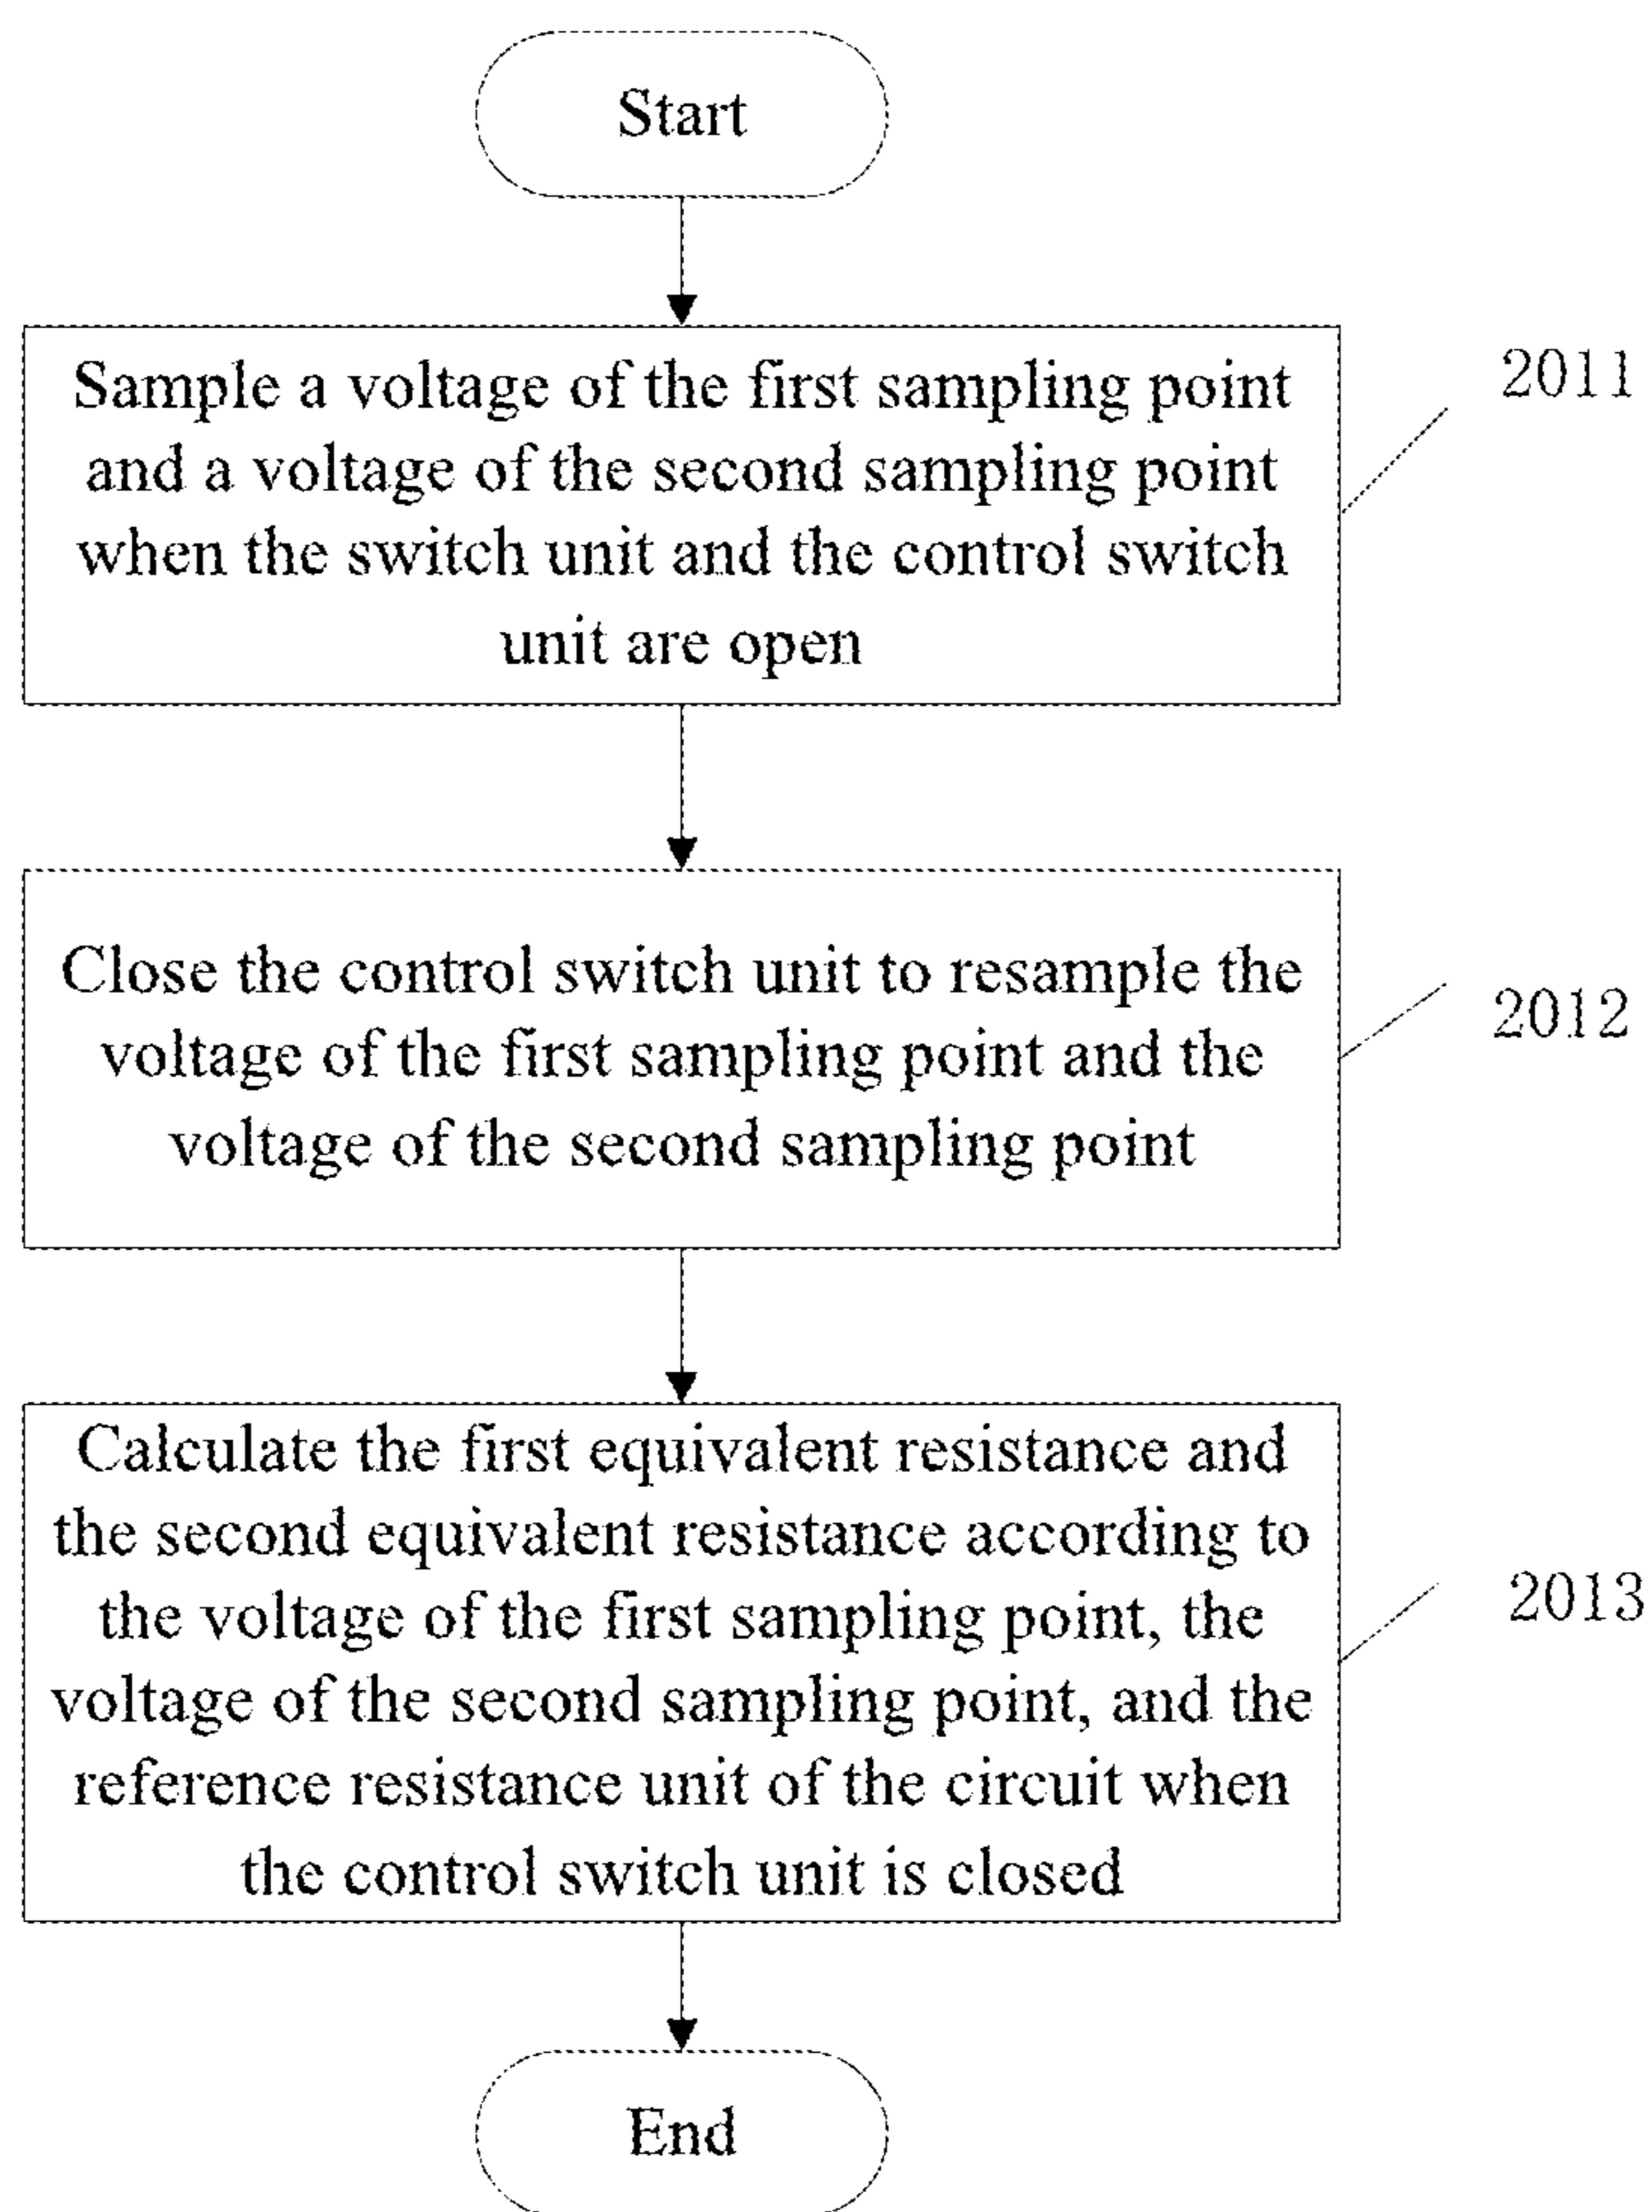 Start
Sample a voltage of the first sampling point
and a voltage of the second sampling point
when the switch unit and the control switch
unit are open
2011
Close the control switch unit to resample the
voltage of the first sampling point and the
voltage of the second sampling point
2012
Calculate the first equivalent resistance and
the second equivalent resistance according to
the voltage of the first sampling point, the
voltage of the second sampling point, and the
reference resistance unit of the circuit when
the control switch unit is closed
2013
End